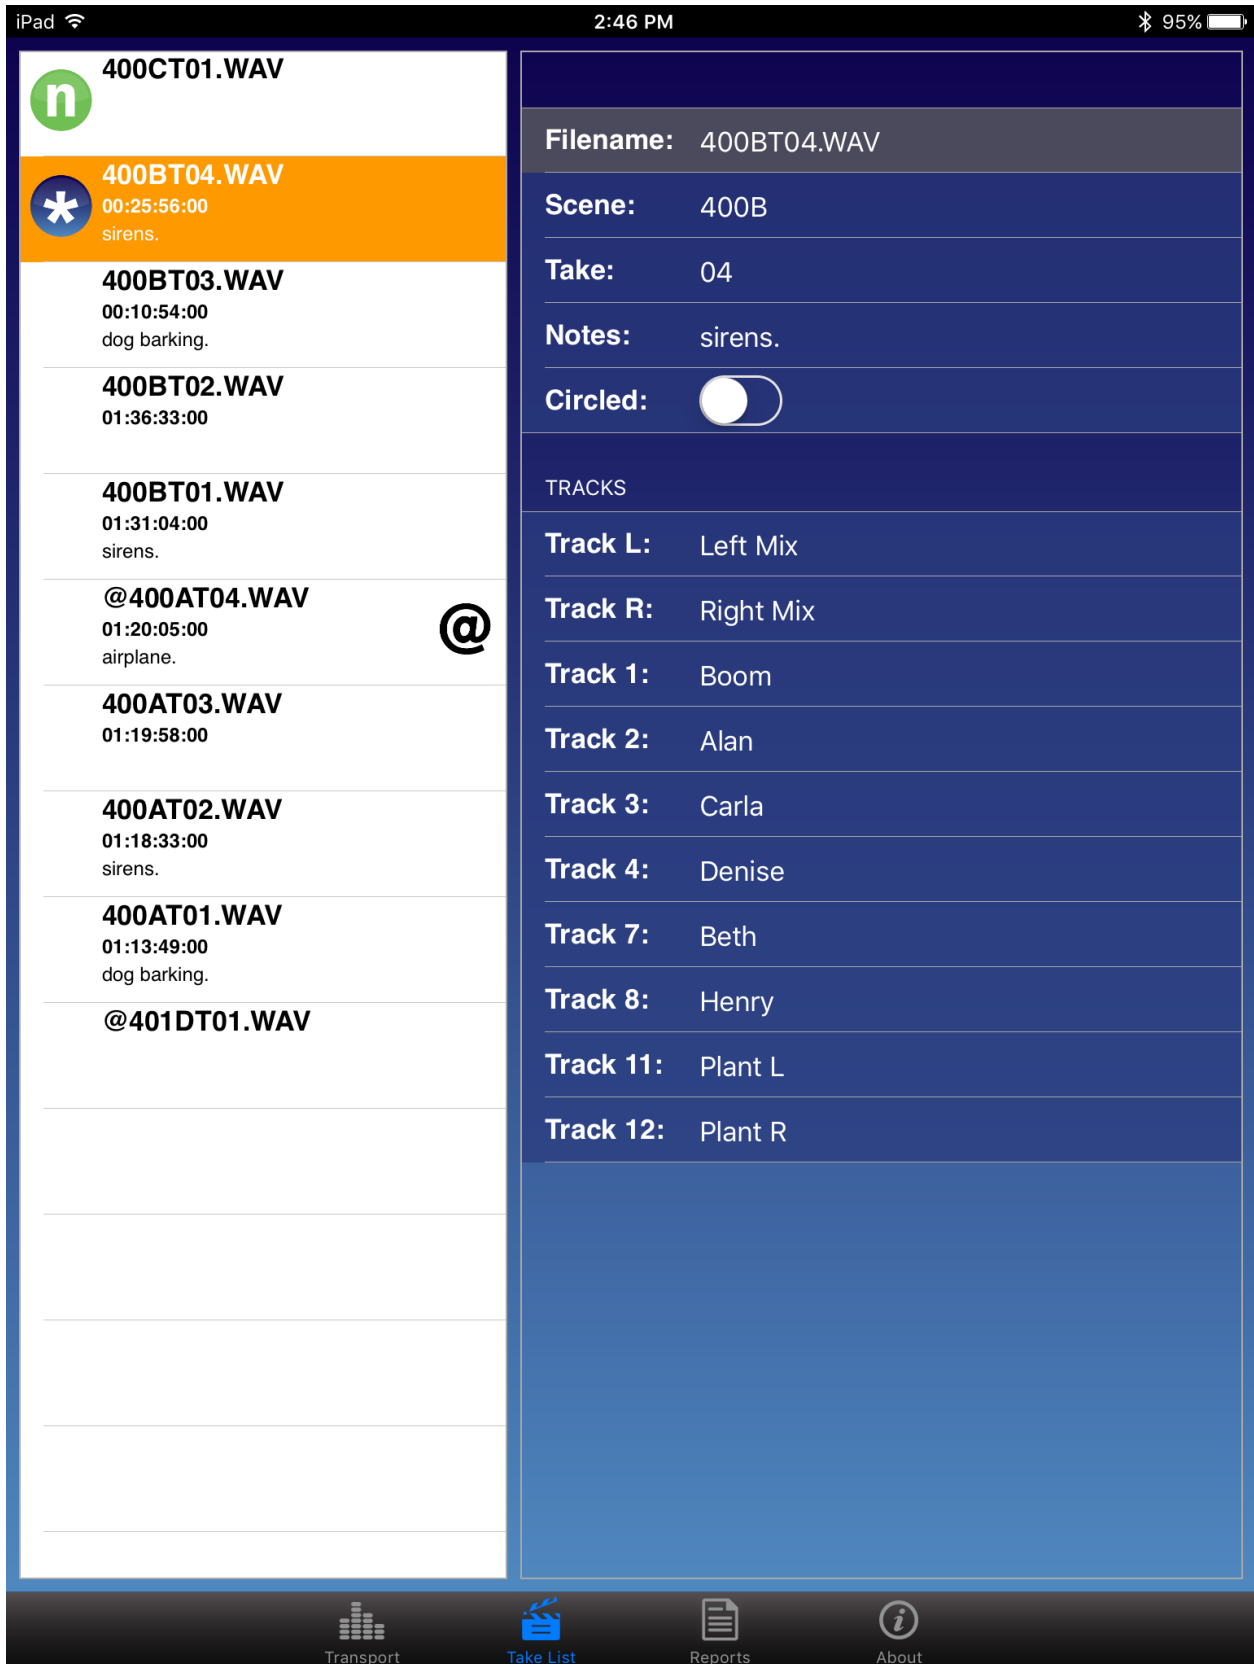 iPad 2:46 PM 95%
n 400CT01.WAV
* 400BT04.WAV
00:25:56:00
sirens.
400BT03.WAV
00:10:54:00
dog barking.
400BT02.WAV
01:36:33:00
400BT01.WAV
01:31:04:00
sirens.
@400AT04.WAV
01:20:05:00
airplane.
@
400AT03.WAV
01:19:58:00
400AT02.WAV
01:18:33:00
sirens.
400AT01.WAV
01:13:49:00
dog barking.
@401DT01.WAV
Filename: 400BT04.WAV
Scene: 400B
Take: 04
Notes: sirens.
Circled:
TRACKS
Track L: Left Mix
Track R: Right Mix
Track 1: Boom
Track 2: Alan
Track 3: Carla
Track 4: Denise
Track 7: Beth
Track 8: Henry
Track 11: Plant L
Track 12: Plant R
Transport Take List Reports About